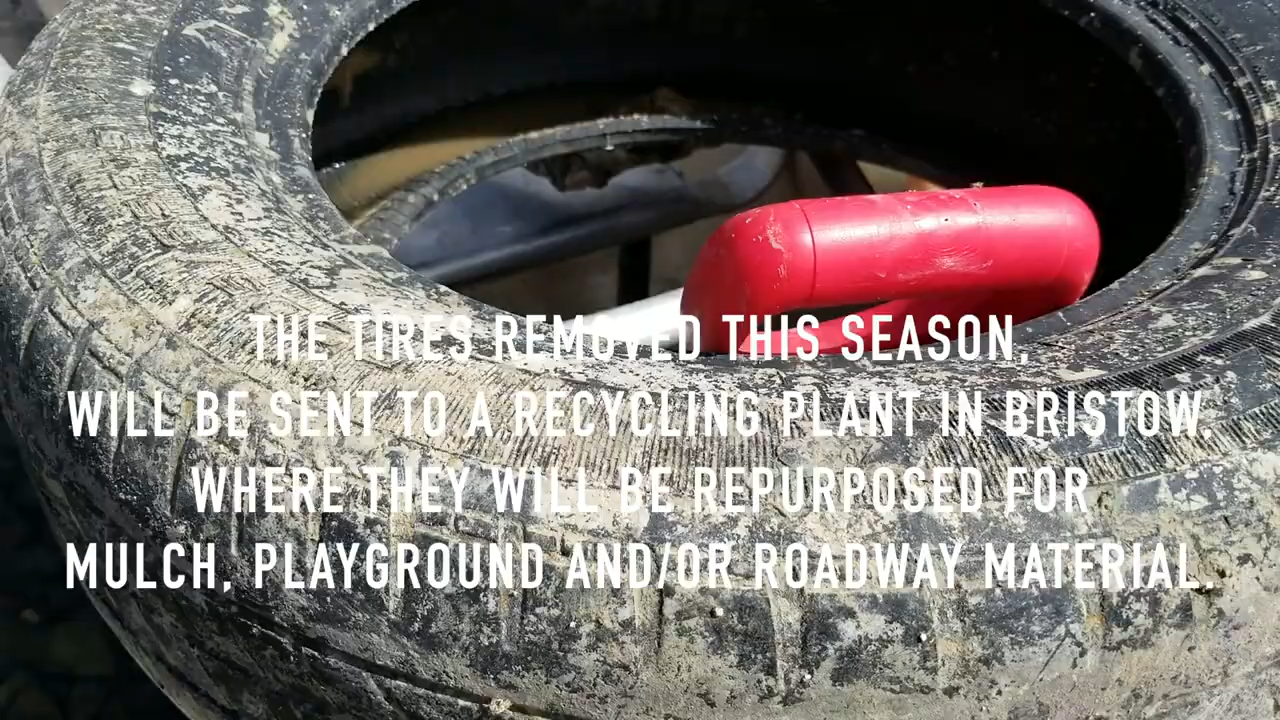 THE TIRES REMOVED THIS SEASON,
WILL BE SENT TO A RECYCLING PLANT IN BRISTOW,
WHERE THEY WILL BE REPURPOSED FOR
MULCH, PLAYGROUND AND/OR ROADWAY MATERIAL.